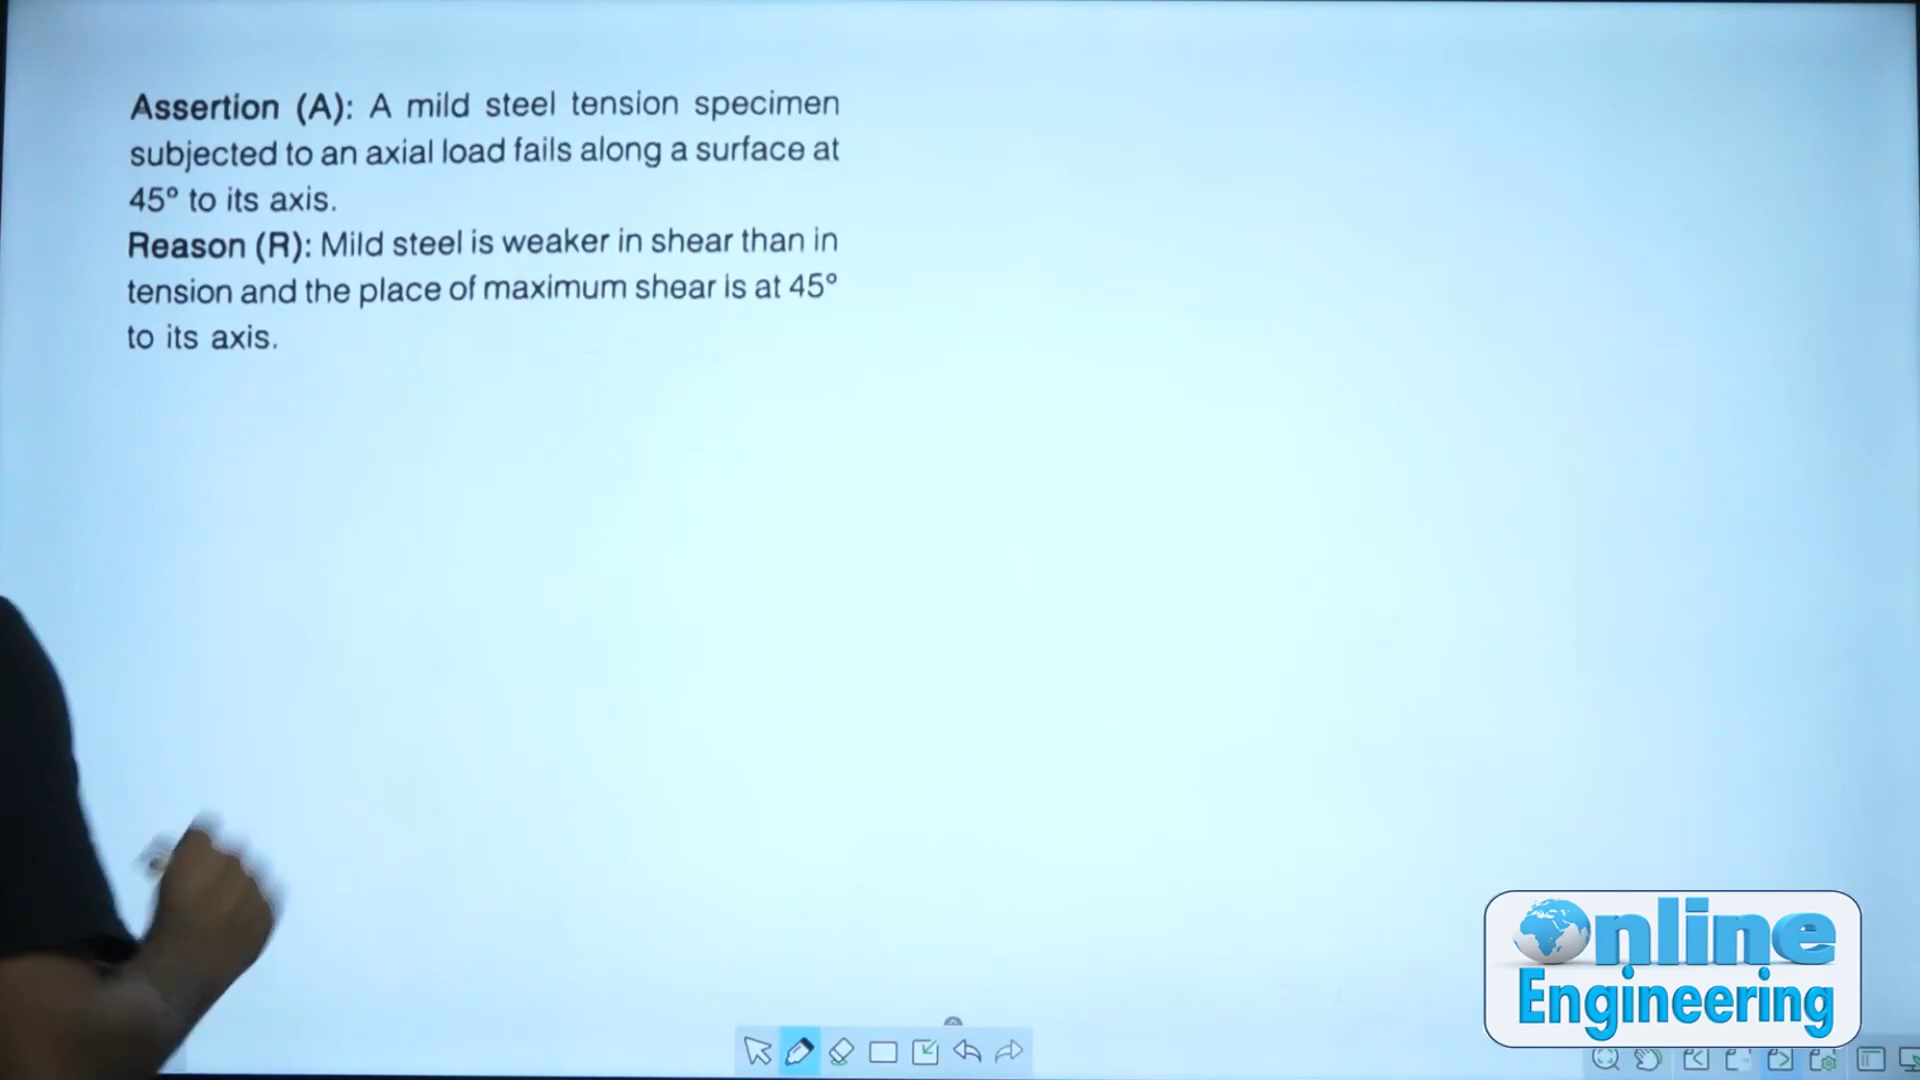 Assertion (A): A mild steel tension specimen
subjected to an axial load fails along a surface at
45º to its axis.
Reason (R): Mild steel is weaker in shear than in
tension and the place of maximum shear is at 45º
to its axis.
Online
Engineering